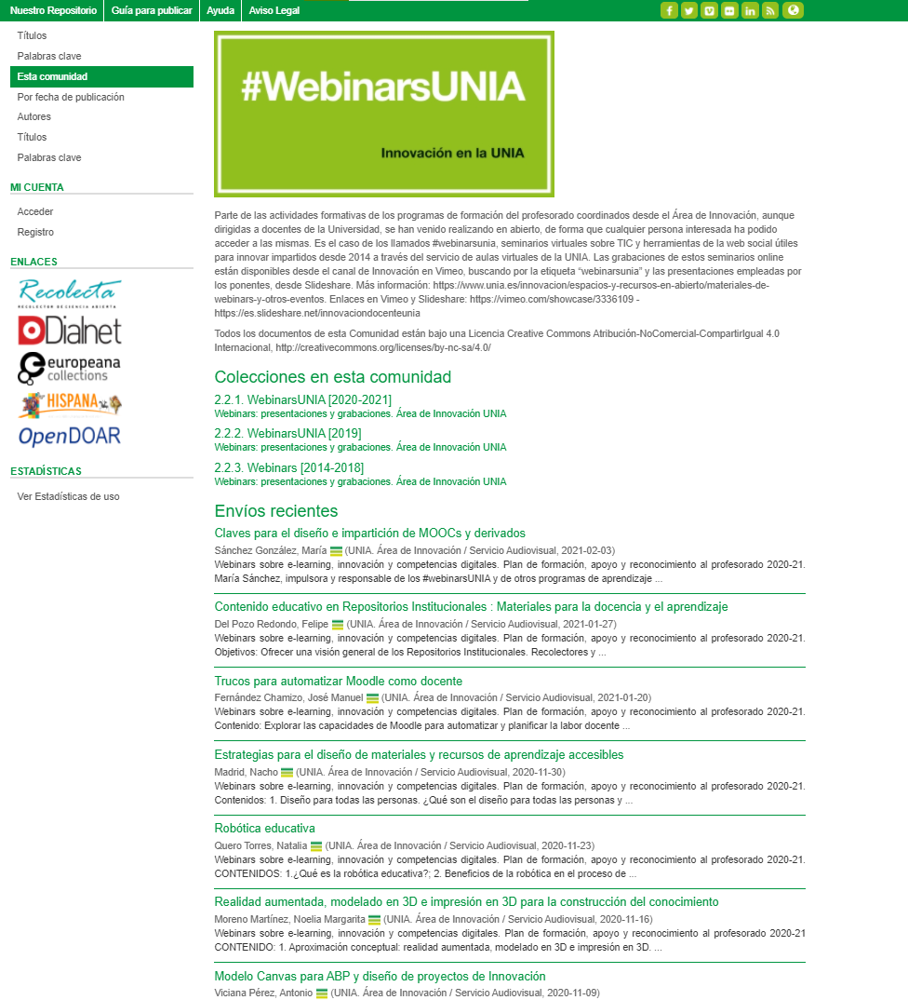 Nuestro Repositorio
Guía para publicar
Ayuda
Aviso Legal
Títulos
Palabras clave
Esta comunidad
Por fecha de publicación
Autores
Títulos
Palabras clave
MI CUENTA
Acceder
Registro
ENLACES
Recolecta
RECOLECTOR DE CIENCIA ABIERTA
Dialnet
europeana
collections
HISPANA
OpenDOAR
ESTADÍSTICAS
Ver Estadísticas de uso
#WebinarsUNIA
Innovación en la UNIA
Parte de las actividades formativas de los programas de formación del profesorado coordinados desde el Área de Innovación, aunque
dirigidas a docentes de la Universidad, se han venido realizando en abierto, de forma que cualquier persona interesada ha podido
acceder a las mismas. Es el caso de los llamados #webinarsunia, seminarios virtuales sobre TIC y herramientas de la web social útiles
para innovar impartidos desde 2014 a través del servicio de aulas virtuales de la UNIA. Las grabaciones de estos seminarios online
están disponibles desde el canal de Innovación en Vimeo, buscando por la etiqueta “webinarsunia” y las presentaciones empleadas por
los ponentes, desde Slideshare. Más información: https://www.unia.es/innovacion/espacios-y-recursos-en-abierto/materiales-de-
webinars-y-otros-eventos. Enlaces en Vimeo y Slideshare: https://vimeo.com/showcase/3336109 -
https://es.slideshare.net/innovaciondocenteunia
Todos los documentos de esta Comunidad están bajo una Licencia Creative Commons Atribución-NoComercial-CompartirIgual 4.0
Internacional, http://creativecommons.org/licenses/by-nc-sa/4.0/
Colecciones en esta comunidad
2.2.1. WebinarsUNIA [2020-2021]
Webinars: presentaciones y grabaciones. Área de Innovación UNIA
2.2.2. WebinarsUNIA [2019]
Webinars: presentaciones y grabaciones. Área de Innovación UNIA
2.2.3. Webinars [2014-2018]
Webinars: presentaciones y grabaciones. Área de Innovación UNIA
Envíos recientes
Claves para el diseño e impartición de MOOCs y derivados
Sánchez González, María (UNIA. Área de Innovación / Servicio Audiovisual, 2021-02-03)
Webinars sobre e-learning, innovación y competencias digitales. Plan de formación, apoyo y reconocimiento al profesorado 2020-21.
María Sánchez, impulsora y responsable de los #webinarsUNIA y de otros programas de aprendizaje ...
Contenido educativo en Repositorios Institucionales : Materiales para la docencia y el aprendizaje
Del Pozo Redondo, Felipe (UNIA. Área de Innovación / Servicio Audiovisual, 2021-01-27)
Webinars sobre e-learning, innovación y competencias digitales. Plan de formación, apoyo y reconocimiento al profesorado 2020-21.
Objetivos: Ofrecer una visión general de los Repositorios Institucionales. Recolectores y ...
Trucos para automatizar Moodle como docente
Fernández Chamizo, José Manuel (UNIA. Área de Innovación / Servicio Audiovisual, 2021-01-20)
Webinars sobre e-learning, innovación y competencias digitales. Plan de formación, apoyo y reconocimiento al profesorado 2020-21.
Contenido: Explorar las capacidades de Moodle para automatizar y planificar la labor docente ...
Estrategias para el diseño de materiales y recursos de aprendizaje accesibles
Madrid, Nacho (UNIA. Área de Innovación / Servicio Audiovisual, 2020-11-30)
Webinars sobre e-learning, innovación y competencias digitales. Plan de formación, apoyo y reconocimiento al profesorado 2020-21.
Contenidos: 1. Diseño para todas las personas. ¿Qué son el diseño para todas las personas y ...
Robótica educativa
Quero Torres, Natalia (UNIA. Área de Innovación / Servicio Audiovisual, 2020-11-23)
Webinars sobre e-learning, innovación y competencias digitales. Plan de formación, apoyo y reconocimiento al profesorado 2020-21.
CONTENIDOS: 1.¿Qué es la robótica educativa?; 2. Beneficios de la robótica en el proceso de ...
Realidad aumentada, modelado en 3D e impresión en 3D para la construcción del conocimiento
Moreno Martínez, Noelia Margarita (UNIA. Área de Innovación / Servicio Audiovisual, 2020-11-16)
Webinars sobre e-learning, innovación y competencias digitales. Plan de formación, apoyo y reconocimiento al profesorado 2020-21
CONTENIDO: 1. Aproximación conceptual: realidad aumentada, modelado en 3D e impresión en 3D. ...
Modelo Canvas para ABP y diseño de proyectos de Innovación
Viciana Pérez, Antonio (UNIA. Área de Innovación / Servicio Audiovisual, 2020-11-09)